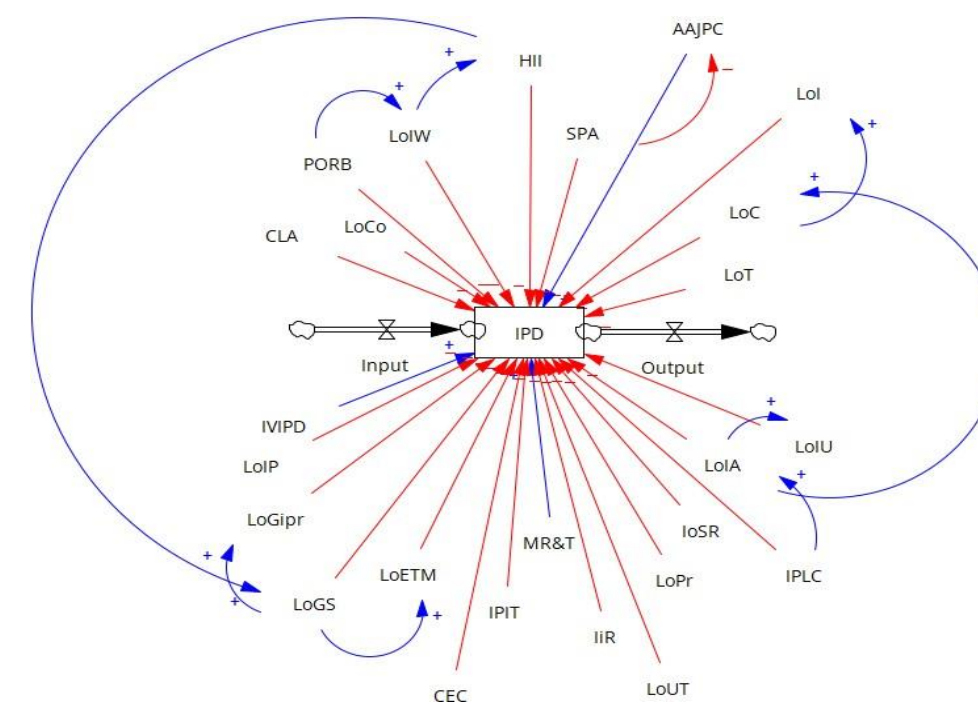 AAJPC
HII
LoI
LoIW
SPA
PORB
LoCo
LoC
CLA
LoT
IPD
Input
Output
IVIPD
LoIP
LoIA
LoIU
LoGipr
IoSR
MR&T
LoETM
LoPr
IPLC
LoGS
IPIT
IiR
LoUT
CEC